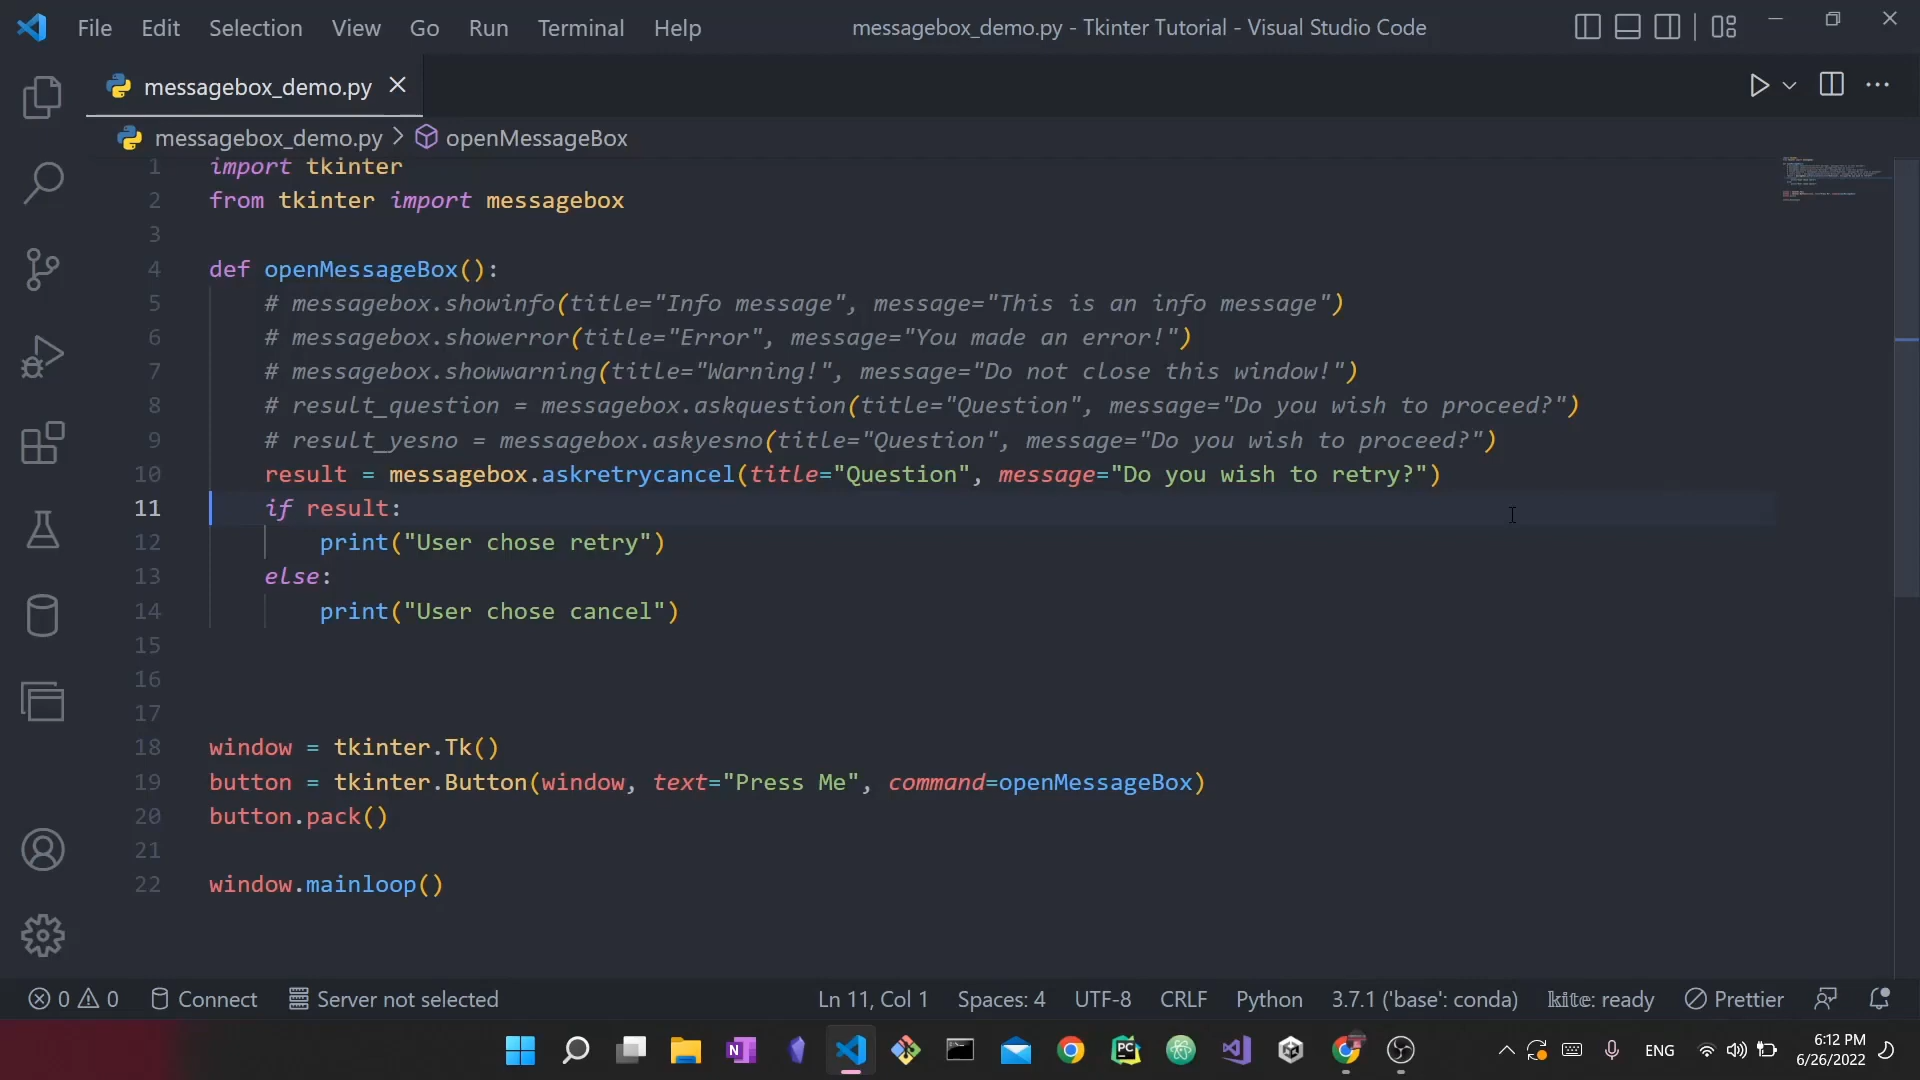 File Edit Selection View Go Run Terminal Help messagebox_demo.py - Tkinter Tutorial - Visual Studio Code
messagebox_demo.py
messagebox_demo.py > openMessageBox
1 import tkinter
2 from tkinter import messagebox
3
4 def openMessageBox():
5 # messagebox.showinfo(title="Info message", message="This is an info message")
6 # messagebox.showerror(title="Error", message="You made an error!")
7 # messagebox.showwarning(title="Warning!", message="Do not close this window!")
8 # result_question = messagebox.askquestion(title="Question", message="Do you wish to proceed?")
9 # result_yesno = messagebox.askyesno(title="Question", message="Do you wish to proceed?")
10 result = messagebox.askretrycancel(title="Question", message="Do you wish to retry?")
11 if result:
12 print("User chose retry")
13 else:
14 print("User chose cancel")
15
16
17
18 window = tkinter.Tk()
19 button = tkinter.Button(window, text="Press Me", command=openMessageBox)
20 button.pack()
21
22 window.mainloop()
0 0 Connect Server not selected Ln 11, Col 1 Spaces: 4 UTF-8 CRLF Python 3.7.1 ('base': conda) kite: ready Prettier
N PC ENG 6:12 PM
6/26/2022